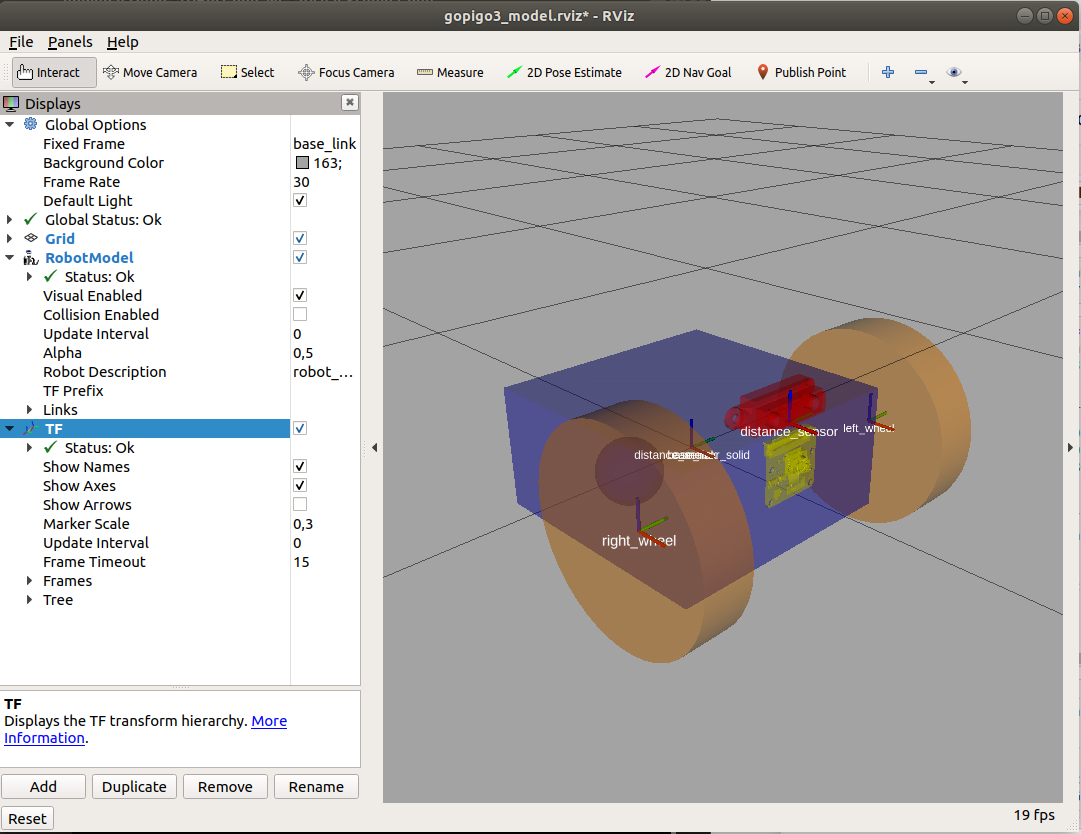 gopigo3_model.rviz* - RViz
File Panels Help
Interact Move Camera Select Focus Camera Measure 2D Pose Estimate 2D Nav Goal Publish Point
Displays
Global Options
Fixed Frame base_link
Background Color 163;
Frame Rate 30
Default Light
Global Status: Ok
Grid
RobotModel
Status: Ok
Visual Enabled
Collision Enabled
Update Interval 0
Alpha 0,5
Robot Description robot_...
TF Prefix
Links
TF
Status: Ok
Show Names
Show Axes
Show Arrows
Marker Scale 0,3
Update Interval 0
Frame Timeout 15
Frames
Tree
TF
Displays the TF transform hierarchy. More
Information.
Add Duplicate Remove Rename
Reset
distance_sensor
left_wheel
right_wheel
19 fps